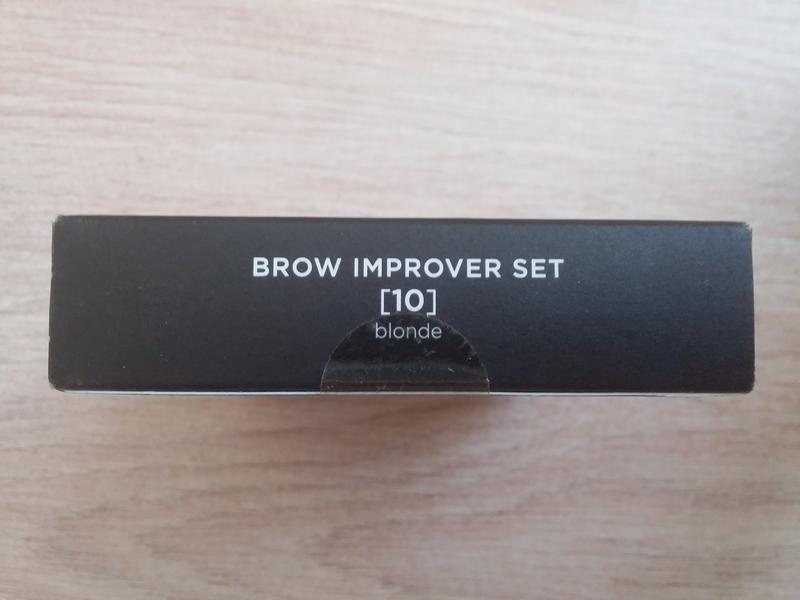 BROW IMPROVER SET
[10]
blonde